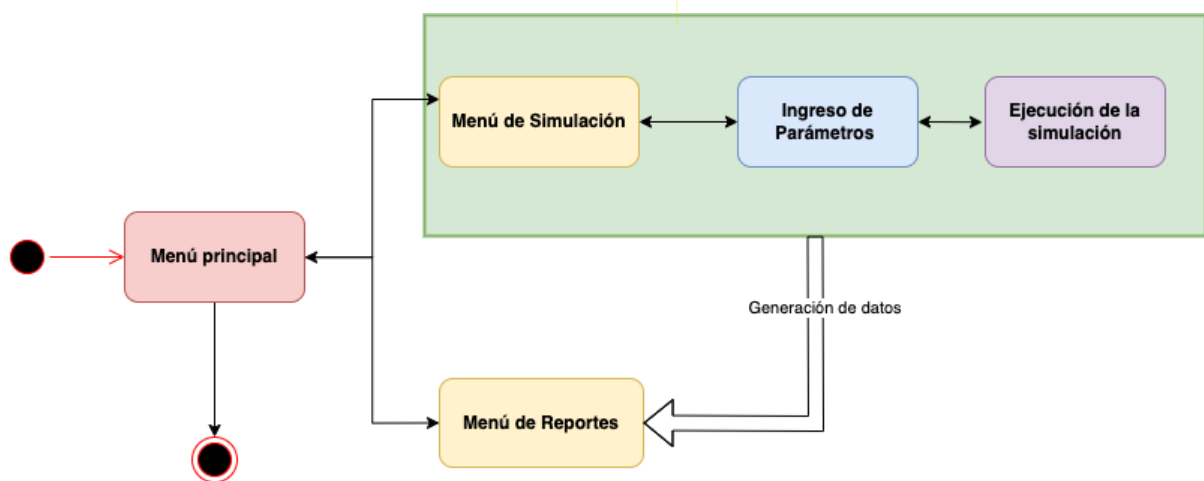 Menú de Simulación
Ingreso de
Parámetros
Ejecución de la
simulación
Menú principal
Generación de datos
Menú de Reportes